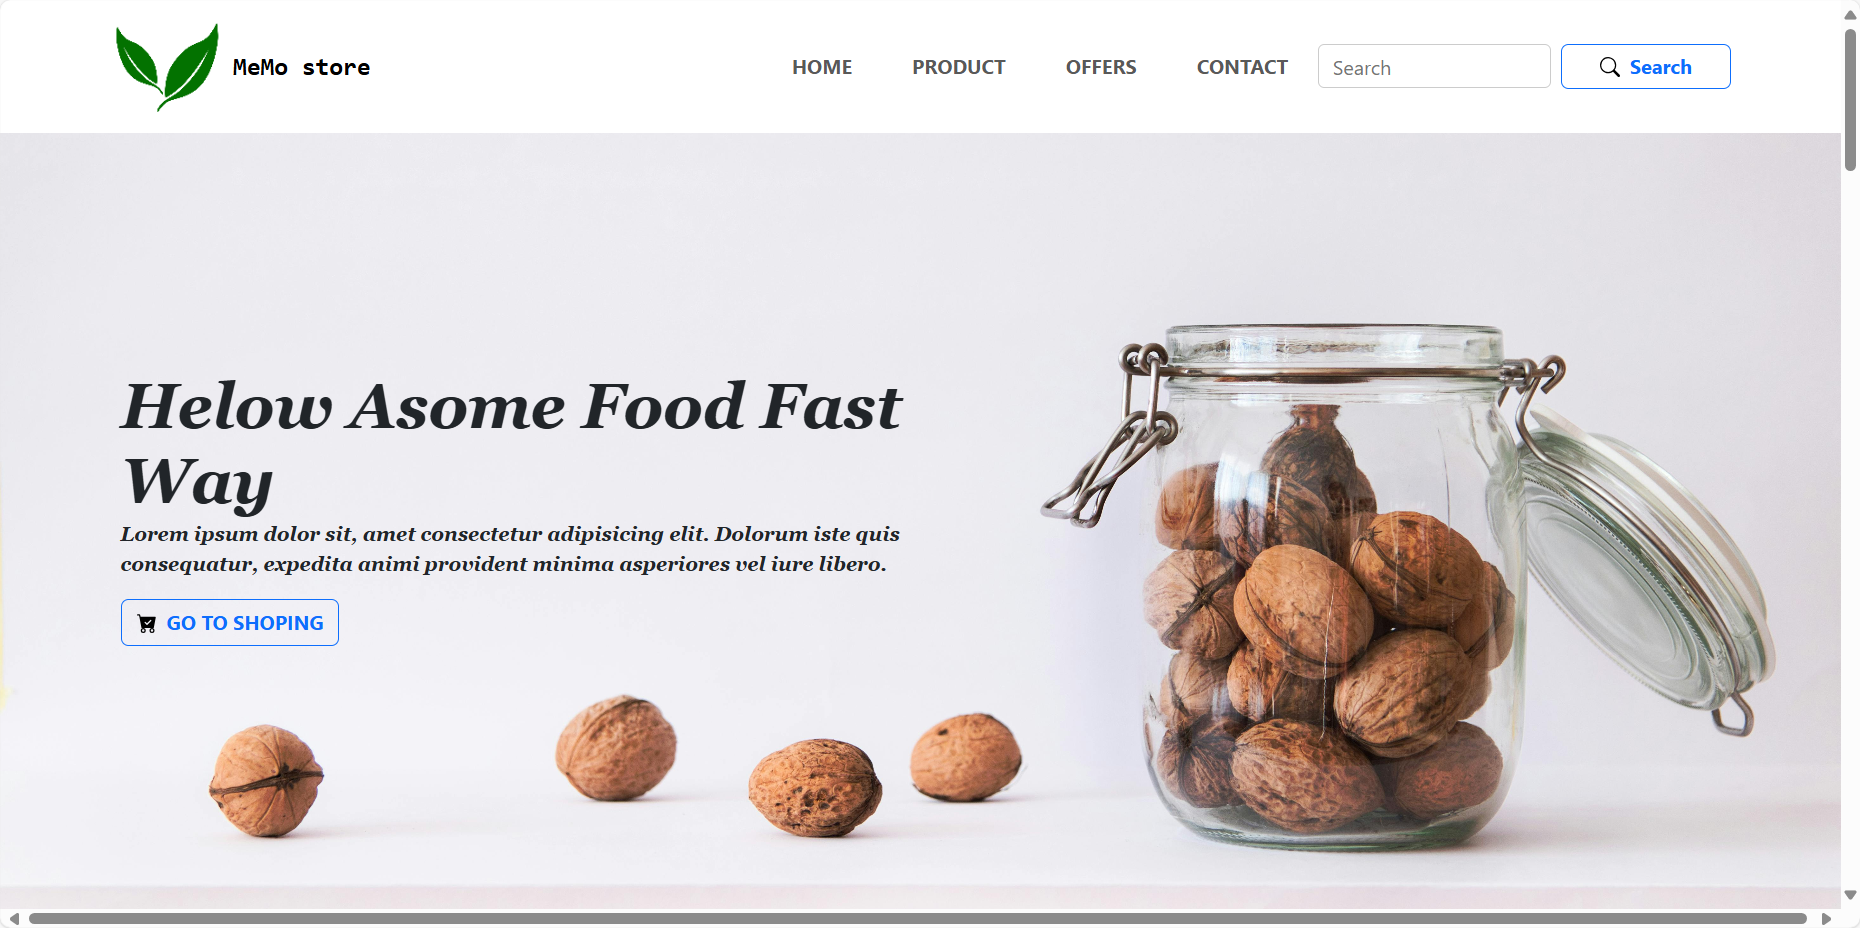 MeMo store
HOME PRODUCT OFFERS CONTACT Search Search
Helow Asome Food Fast
Way
Lorem ipsum dolor sit, amet consectetur adipisicing elit. Dolorum iste quis
consequatur, expedita animi provident minima asperiores vel iure libero.
GO TO SHOPING